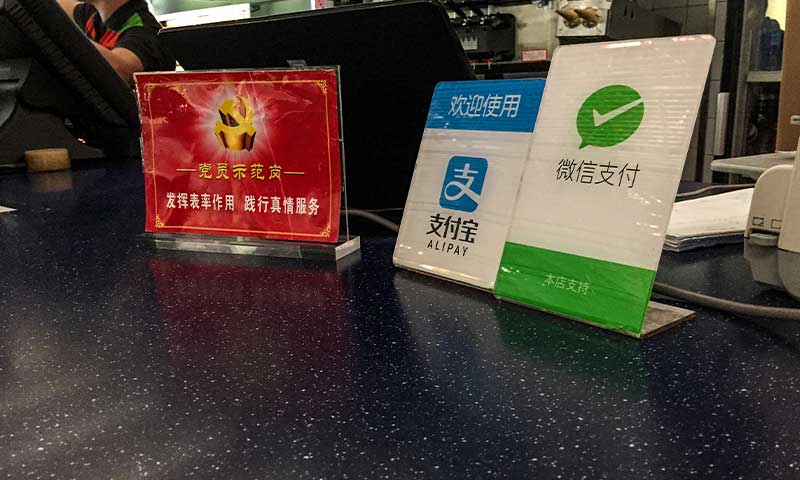 党员示范岗
发挥表率作用 践行真情服务
欢迎使用
支
支付宝
ALIPAY
微信支付
本店支持